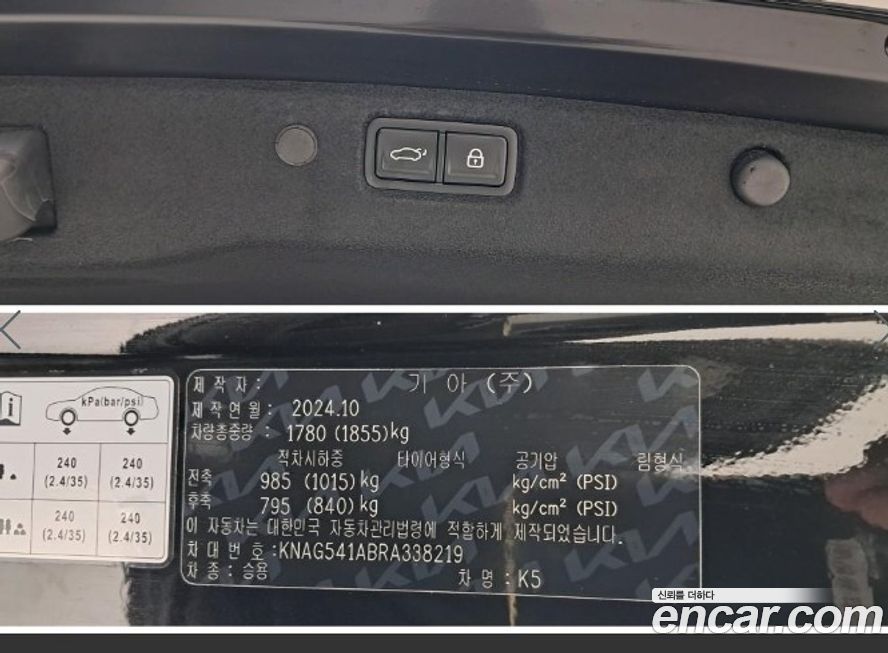 제작자: 기아(주)
제작연월: 2024.10
차량총중량: 1780 (1855)kg
적차시하중 타이어형식 공기압 림형식
전축 985 (1015)kg kg/cm² (PSI)
후축 795 (840)kg kg/cm² (PSI)
이 자동차는 대한민국 자동차관리법령에 적합하게 제작되었습니다.
차대번호:KNAG541ABRA338219
차종: 승용 차명: K5
kPa(bar/psi)
240 240
(2.4/35) (2.4/35)
240 240
(2.4/35) (2.4/35)
신뢰를 더하다
encar.com